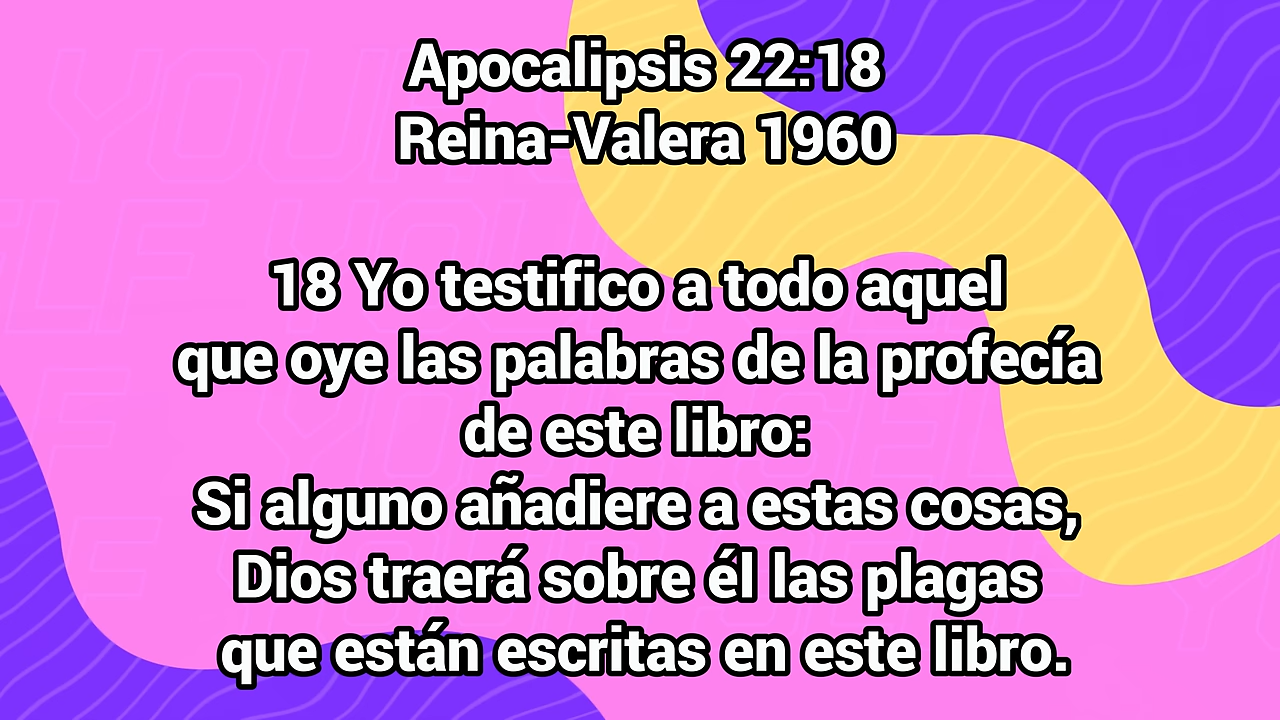 Apocalipsis 22:18
Reina-Valera 1960
18 Yo testifico a todo aquel
que oye las palabras de la profecía
de este libro:
Si alguno añadiere a estas cosas,
Dios traerá sobre él las plagas
que están escritas en este libro.